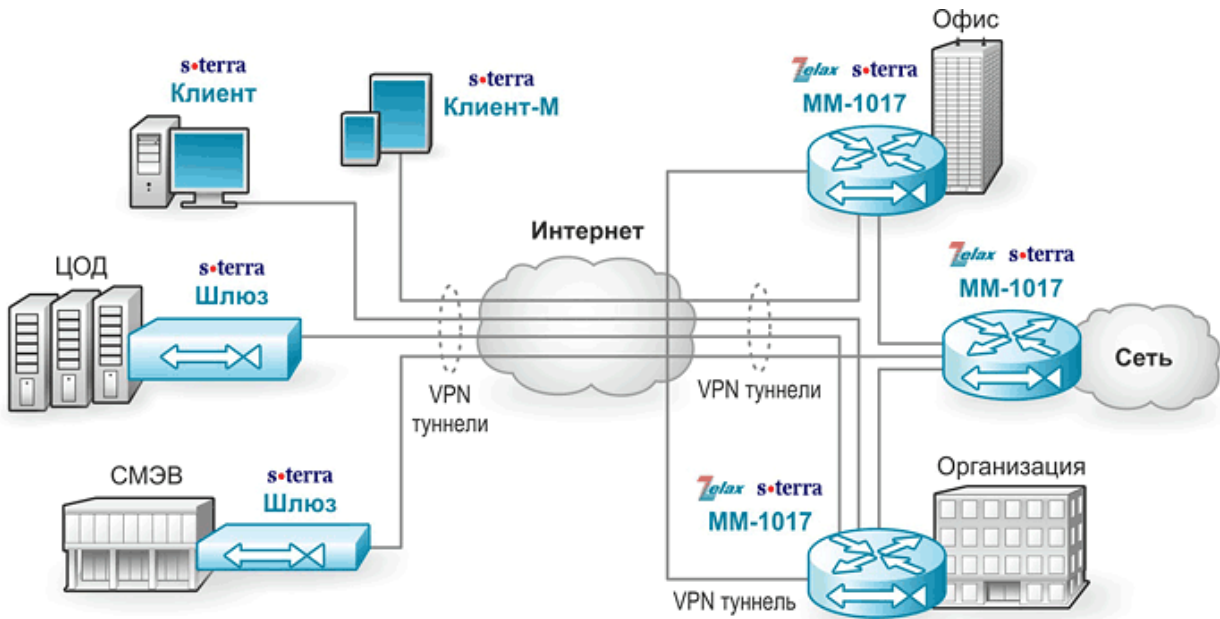 s•terra
Клиент
s•terra
Клиент-М
Офис
Zelax s•terra
ММ-1017
Интернет
ЦОД
s•terra
Шлюз
Zelax s•terra
ММ-1017
Сеть
VPN
туннели
VPN туннели
СМЭВ
s•terra
Шлюз
Zelax s•terra
ММ-1017
Организация
VPN туннель